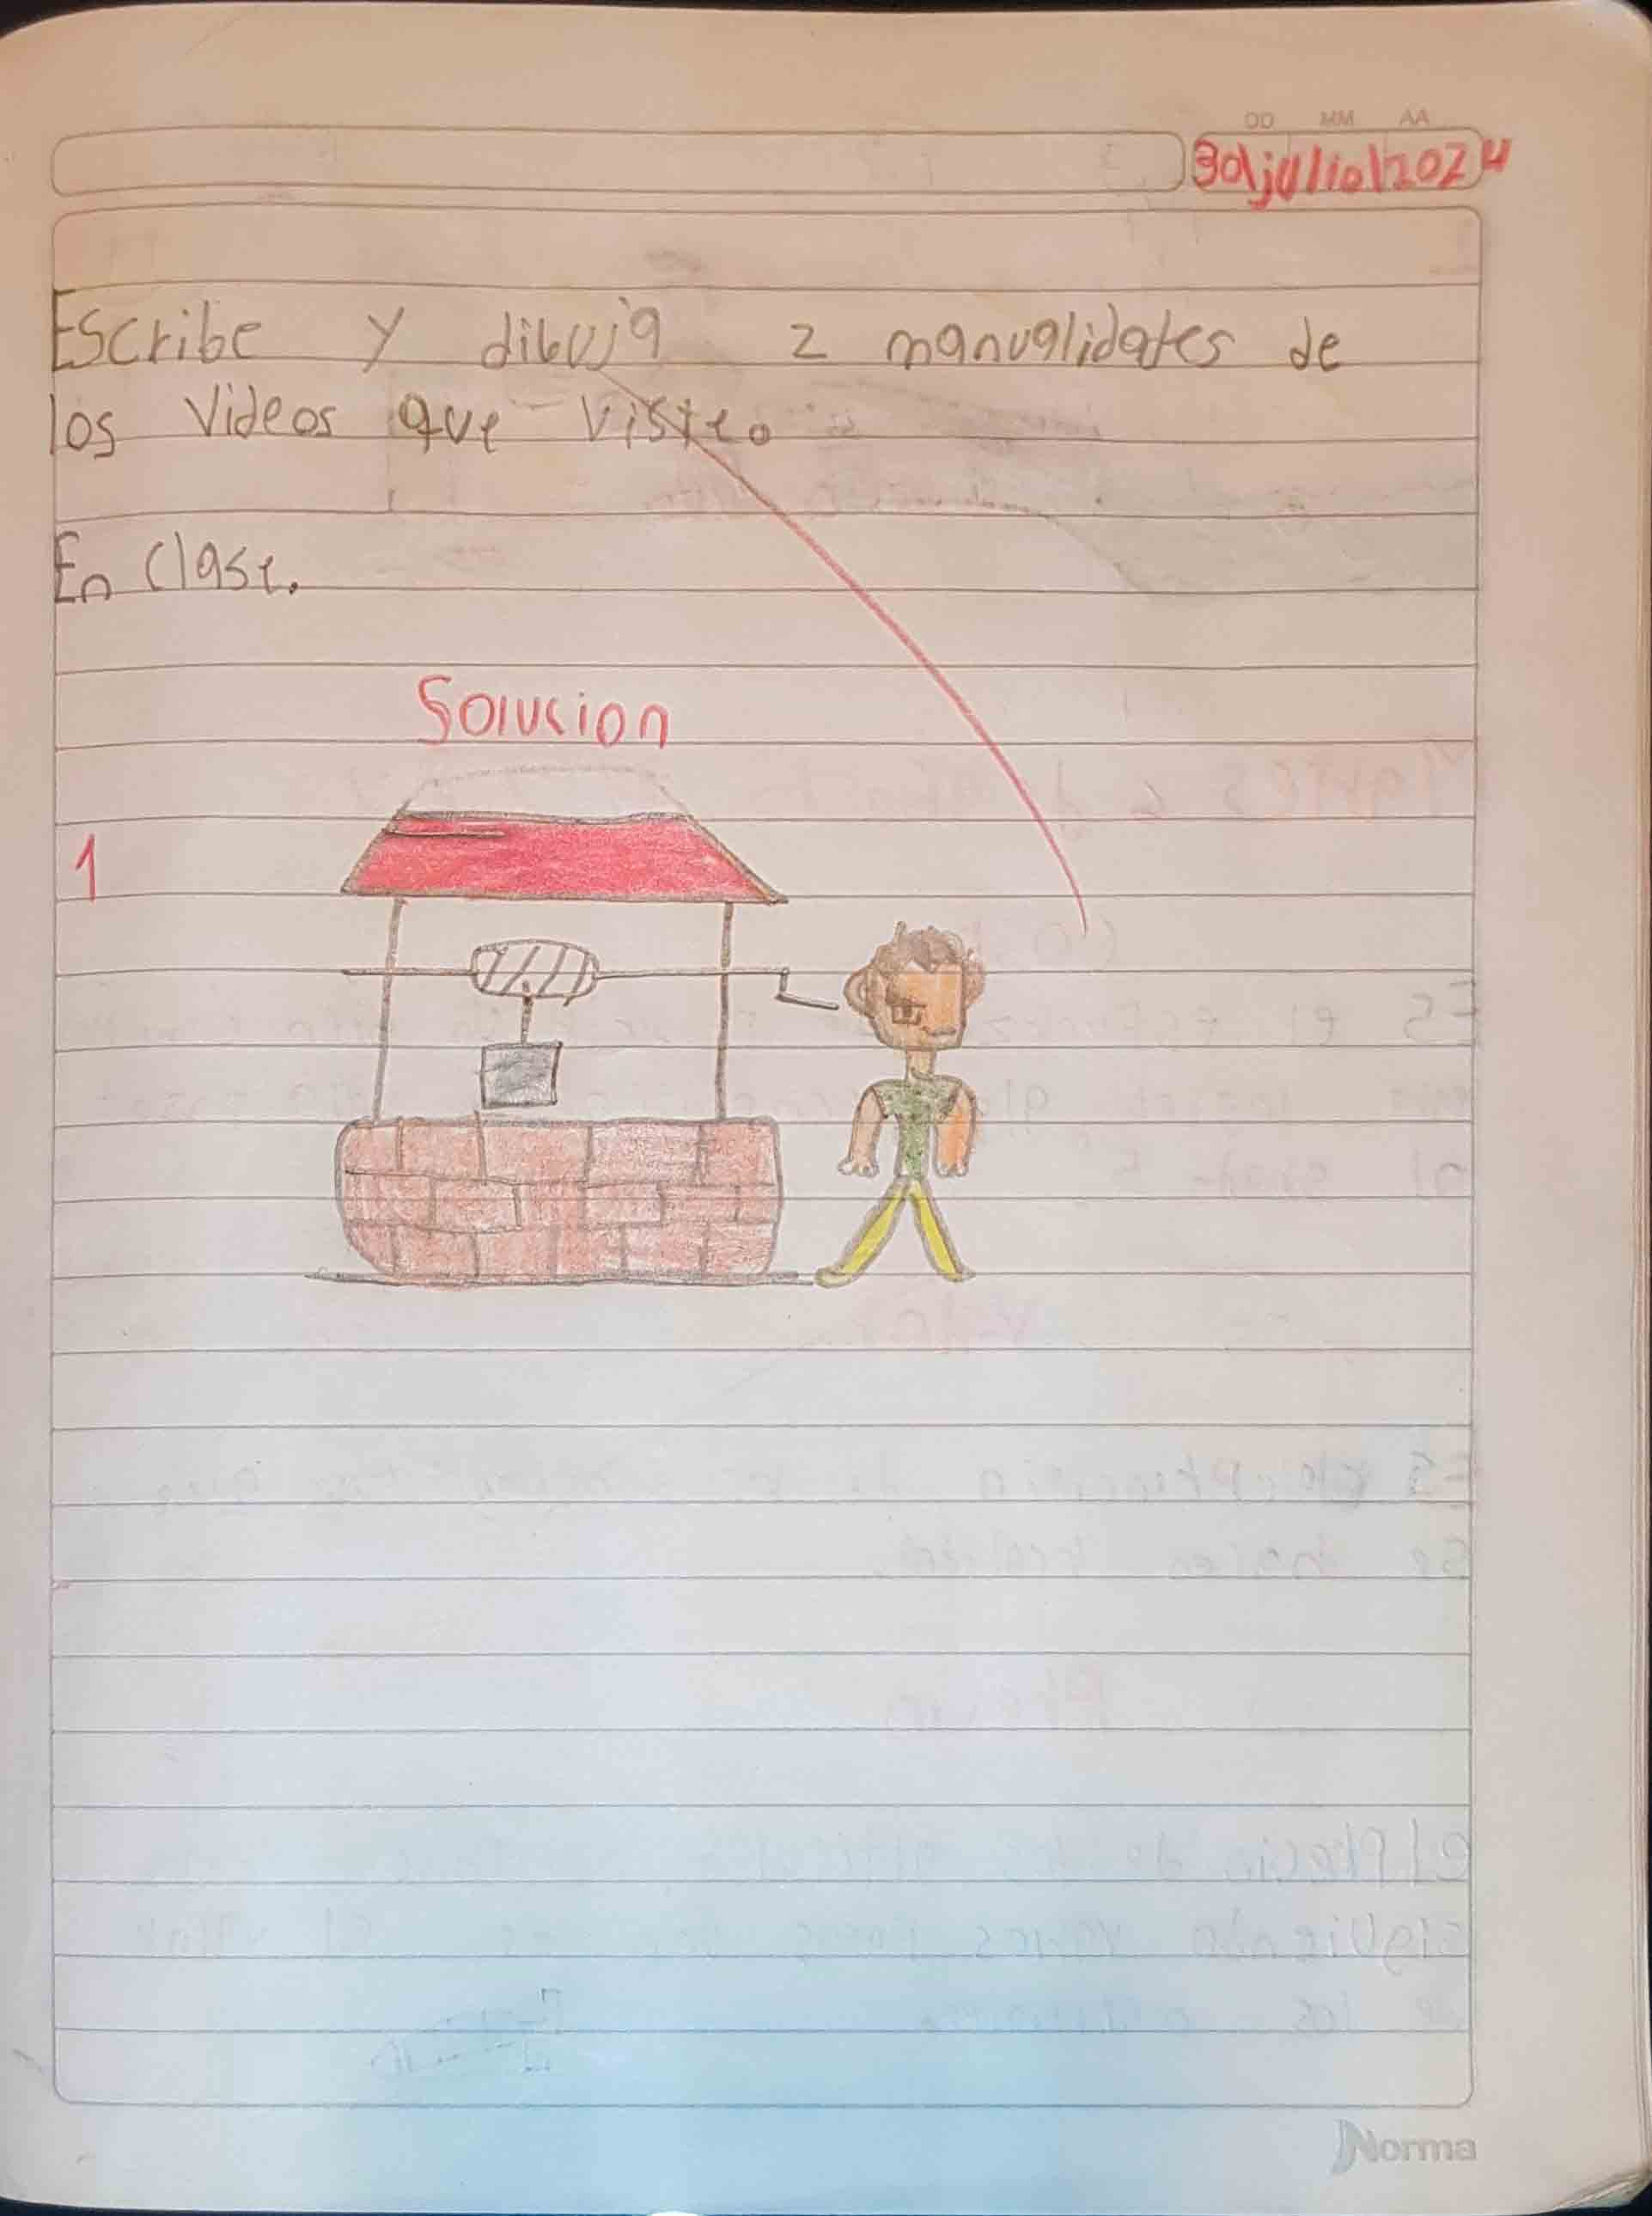 DD MM AA
30\julio\2024
Escribe y dibuja 2 manualidates de
los videos que viste.
En clase.
Solucion
1
Norma